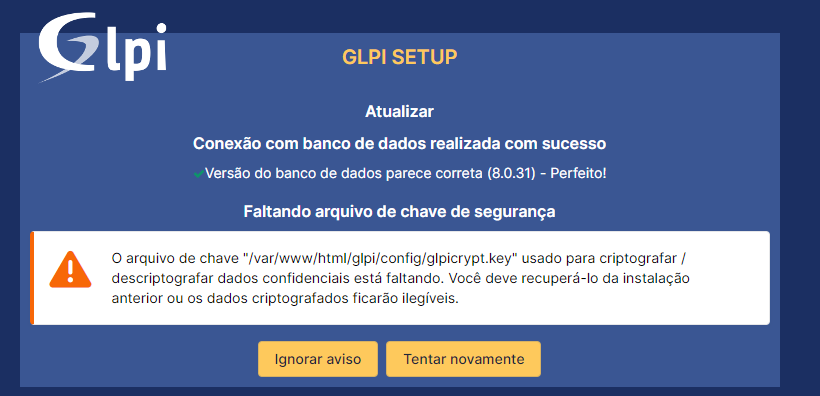 Glpi
GLPI SETUP
Atualizar
Conexão com banco de dados realizada com sucesso
✓Versão do banco de dados parece correta (8.0.31) - Perfeito!
Faltando arquivo de chave de segurança
O arquivo de chave "/var/www/html/glpi/config/glpicrypt.key" usado para criptografar /
descriptografar dados confidenciais está faltando. Você deve recuperá-lo da instalação
anterior ou os dados criptografados ficarão ilegíveis.
Ignorar aviso
Tentar novamente